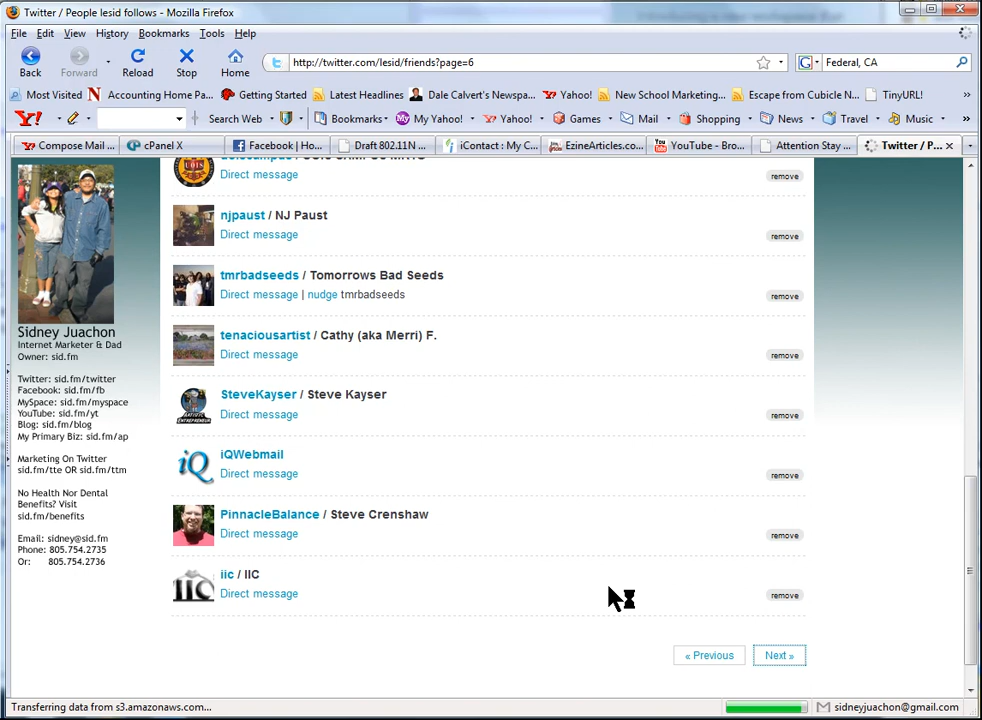 Twitter / People lesid follows - Mozilla Firefox
File Edit View History Bookmarks Tools Help
Back Forward Reload Stop Home http://twitter.com/lesid/friends?page=6 Federal, CA
Most Visited Accounting Home Pa... Getting Started Latest Headlines Dale Calvert's Newspa... Yahoo! New School Marketing... Escape from Cubicle N... TinyURL! »
Y! Search Web Bookmarks My Yahoo! Yahoo! Games Mail Shopping News Travel Music »
Compose Mail ... cPanel X Facebook | Ho... Draft 802.11N ... iContact : My C... EzineArticles.co... YouTube - Bro... Attention Stay ... Twitter / P...
Direct message remove
njpaust / NJ Paust
Direct message remove
tmrbadseeds / Tomorrows Bad Seeds
Direct message | nudge tmrbadseeds remove
tenaciousartist / Cathy (aka Merri) F.
Direct message remove
SteveKayser / Steve Kayser
Direct message remove
iQWebmail
iQ
Direct message remove
PinnacleBalance / Steve Crenshaw
Direct message remove
iic / IIC
IIC
Direct message remove
« Previous Next »
Sidney Juachon
Internet Marketer & Dad
Owner: sid.fm
Twitter: sid.fm/twitter
Facebook: sid.fm/fb
MySpace: sid.fm/myspace
YouTube: sid.fm/yt
Blog: sid.fm/blog
My Primary Biz: sid.fm/ap
Marketing On Twitter
sid.fm/tte OR sid.fm/ttm
No Health Nor Dental
Benefits? Visit
sid.fm/benefits
Email: sidney@sid.fm
Phone: 805.754.2735
Or: 805.754.2736
Transferring data from s3.amazonaws.com... sidneyjuachon@gmail.com